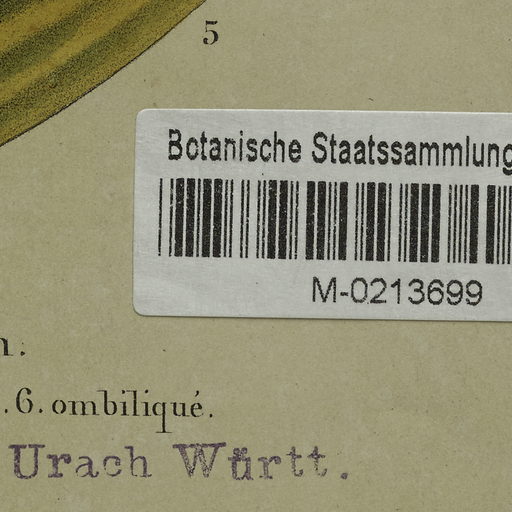 5
Botanische Staatssammlung
M-0213699
n.
.6. ombiliqué.
Urach Württ.